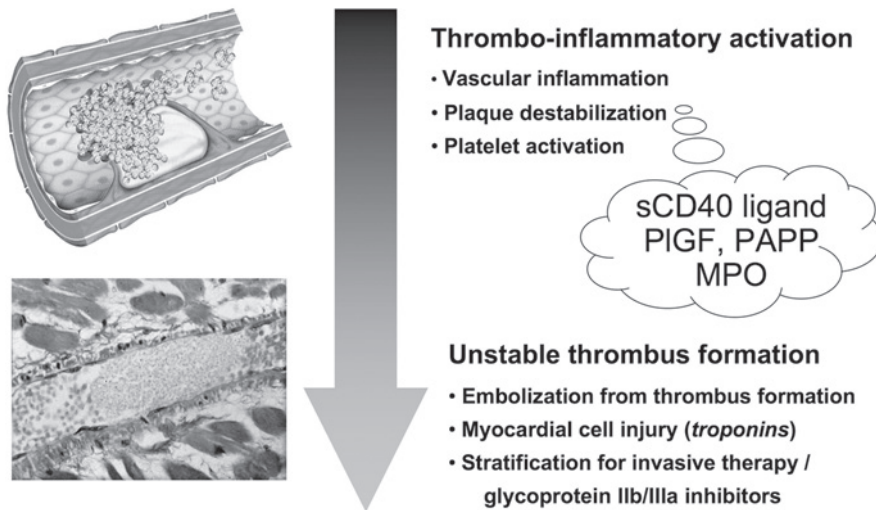 Thrombo-inflammatory activation
• Vascular inflammation
• Plaque destabilization
• Platelet activation
sCD40 ligand
PlGF, PAPP
MPO
Unstable thrombus formation
• Embolization from thrombus formation
• Myocardial cell injury (troponins)
• Stratification for invasive therapy /
glycoprotein IIb/IIIa inhibitors